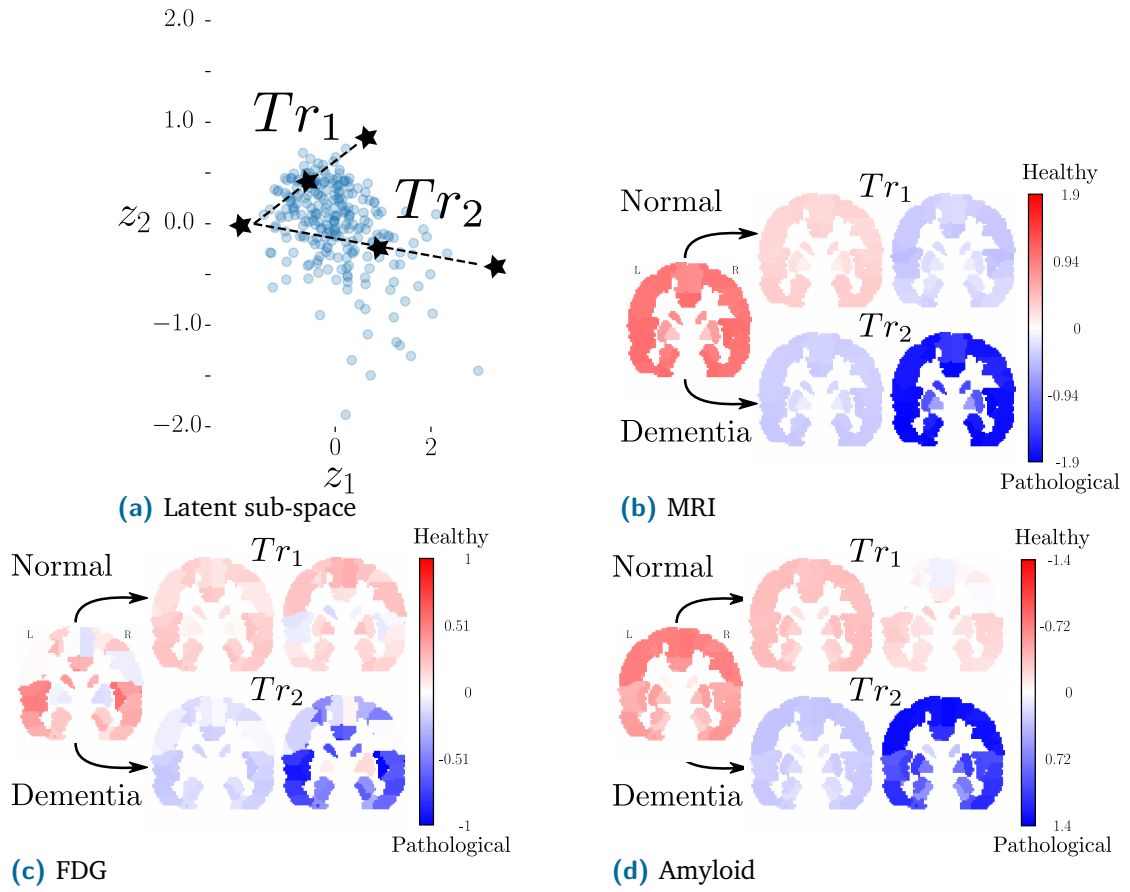 2.0
1.0
0.0
−1.0
−2.0
z₂
Tr₁
Tr₂
0 2
z₁
(a) Latent sub-space
Normal
Tr₁
L R
Tr₂
Dementia
Healthy
1.9
0.94
0
-0.94
-1.9
Pathological
(b) MRI
Normal
Tr₁
L R
Tr₂
Dementia
Healthy
1
0.51
0
-0.51
-1
Pathological
(c) FDG
Normal
Tr₁
L R
Tr₂
Dementia
Healthy
-1.4
-0.72
0
0.72
1.4
Pathological
(d) Amyloid